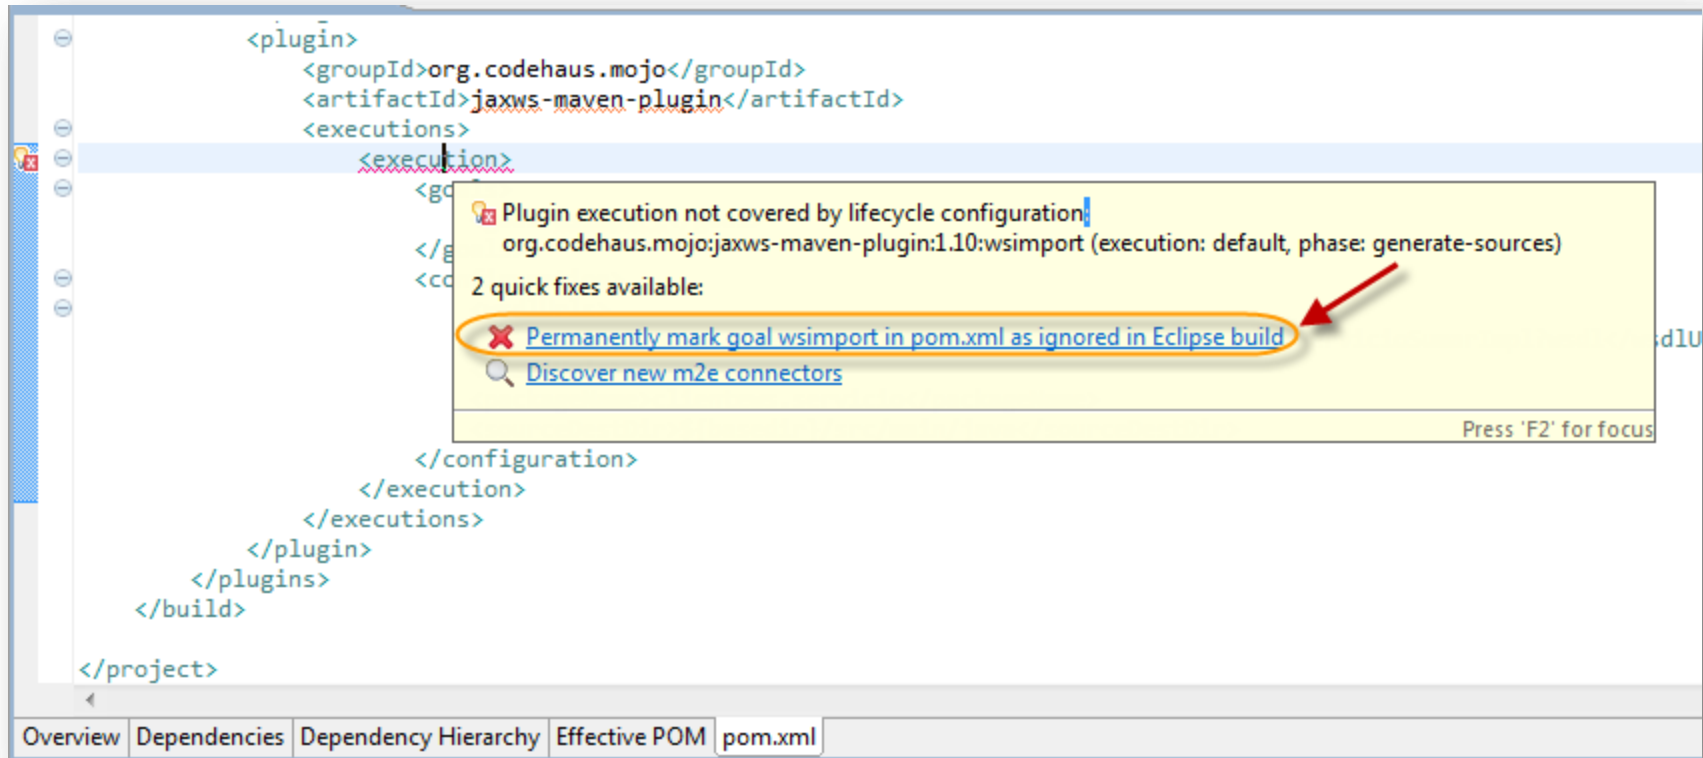 <plugin>
<groupId>org.codehaus.mojo</groupId>
<artifactId>jaxws-maven-plugin</artifactId>
<executions>
<execution>
Plugin execution not covered by lifecycle configuration:
org.codehaus.mojo:jaxws-maven-plugin:1.10:wsimport (execution: default, phase: generate-sources)
2 quick fixes available:
Permanently mark goal wsimport in pom.xml as ignored in Eclipse build
Discover new m2e connectors
Press 'F2' for focus
</configuration>
</execution>
</executions>
</plugin>
</plugins>
</build>
</project>
Overview Dependencies Dependency Hierarchy Effective POM pom.xml